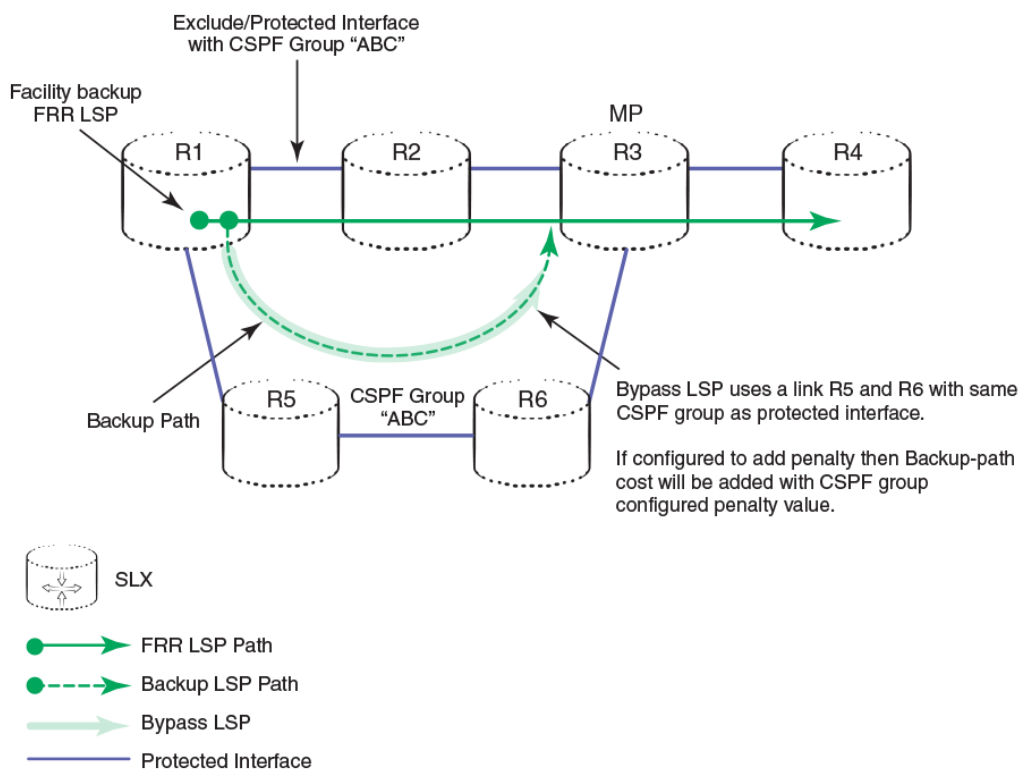 Exclude/Protected Interface
with CSPF Group “ABC”
Facility backup
FRR LSP
MP
R1
R2
R3
R4
Backup Path
R5
CSPF Group
“ABC”
R6
Bypass LSP uses a link R5 and R6 with same
CSPF group as protected interface.
If configured to add penalty then Backup-path
cost will be added with CSPF group
configured penalty value.
SLX
FRR LSP Path
Backup LSP Path
Bypass LSP
Protected Interface